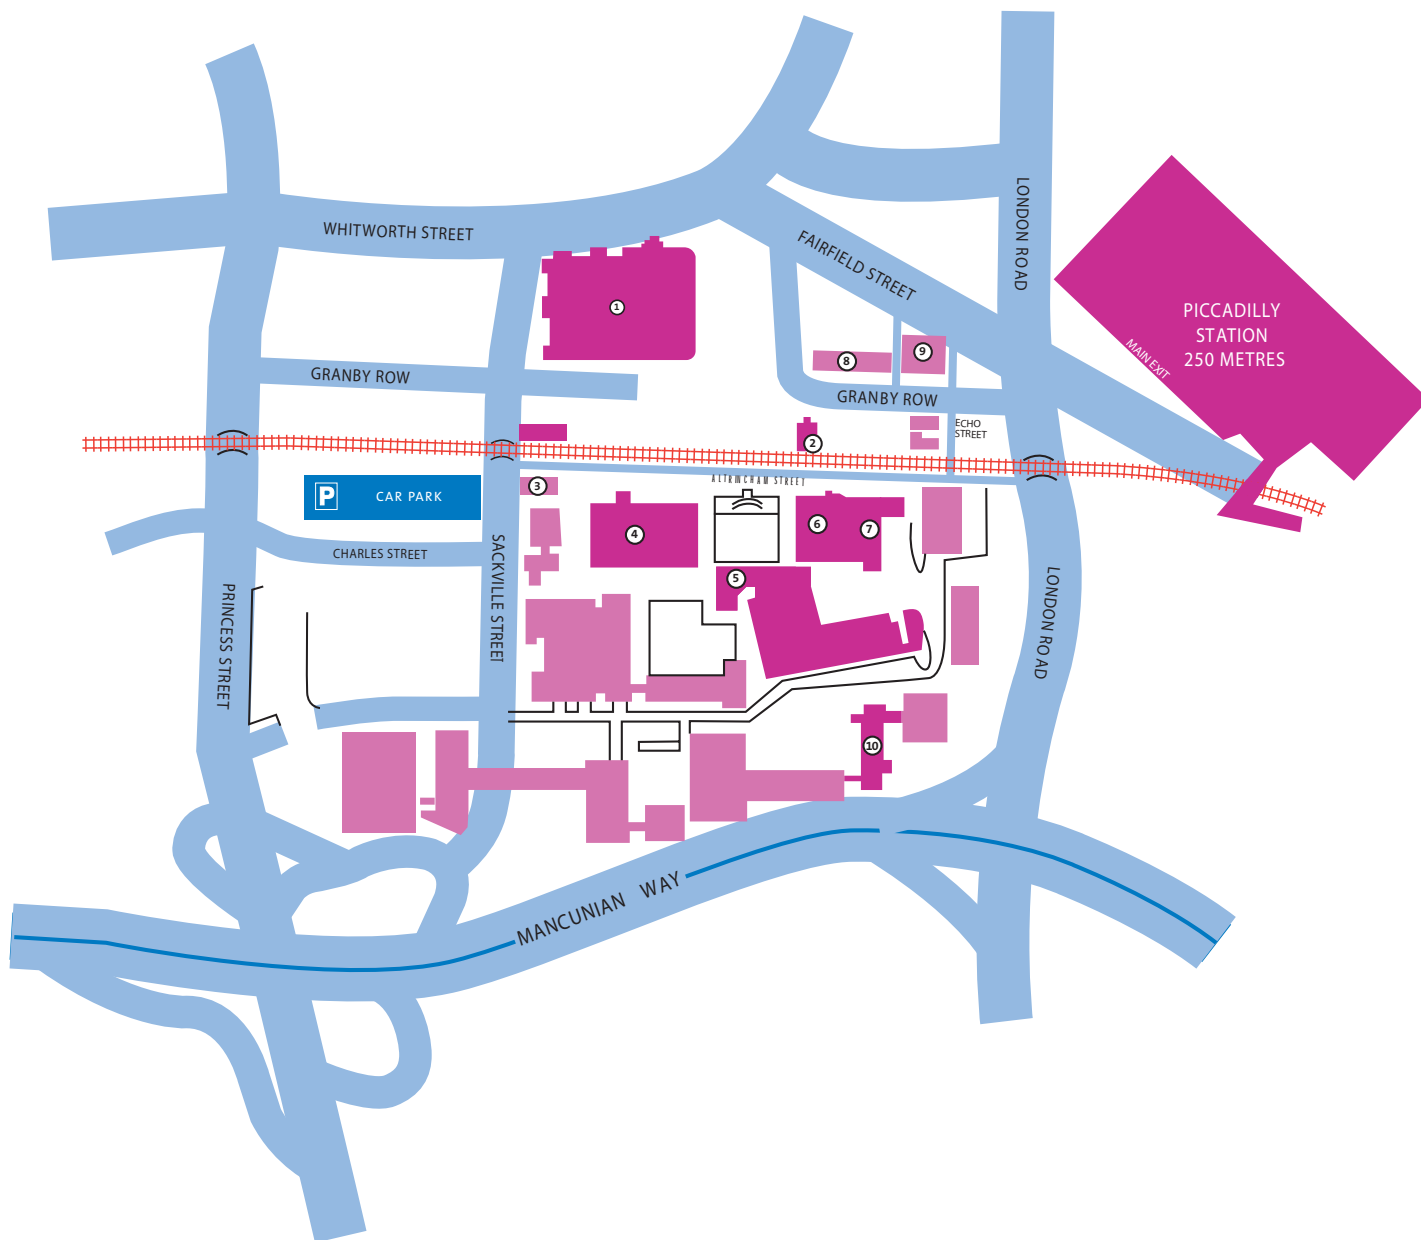 WHITWORTH STREET
FAIRFIELD STREET
LONDON ROAD
PICCADILLY
STATION
250 METRES
MAIN EXIT
1
8
9
GRANBY ROW
GRANBY ROW
2
ECHO
STREET
ALTRINCHAM STREET
P
CAR PARK
3
4
6
7
CHARLES STREET
5
PRINCESS STREET
SACKVILLE STREET
LONDON ROAD
10
MANCUNIAN WAY